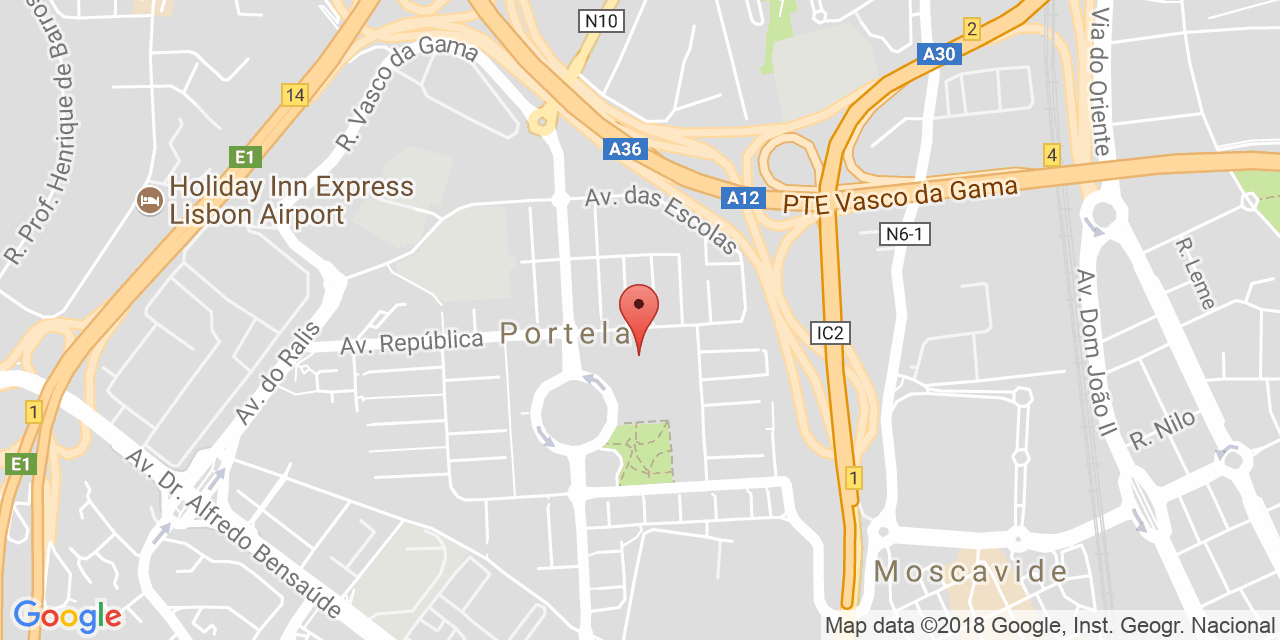 R. Prof. Henrique de Barros
N10
R. Vasco da Gama
2
A30
Via do Oriente
14
E1
A36
4
Holiday Inn Express
Lisbon Airport
Av. das Escolas
A12
PTE Vasco da Gama
N6-1
R. Leme
Av. Dom João II
Av. do Ralis
Av. República
Portela
IC2
1
E1
R. Nilo
1
Av. Dr. Alfredo Bensaúde
Moscavide
Google
Map data ©2018 Google, Inst. Geogr. Nacional